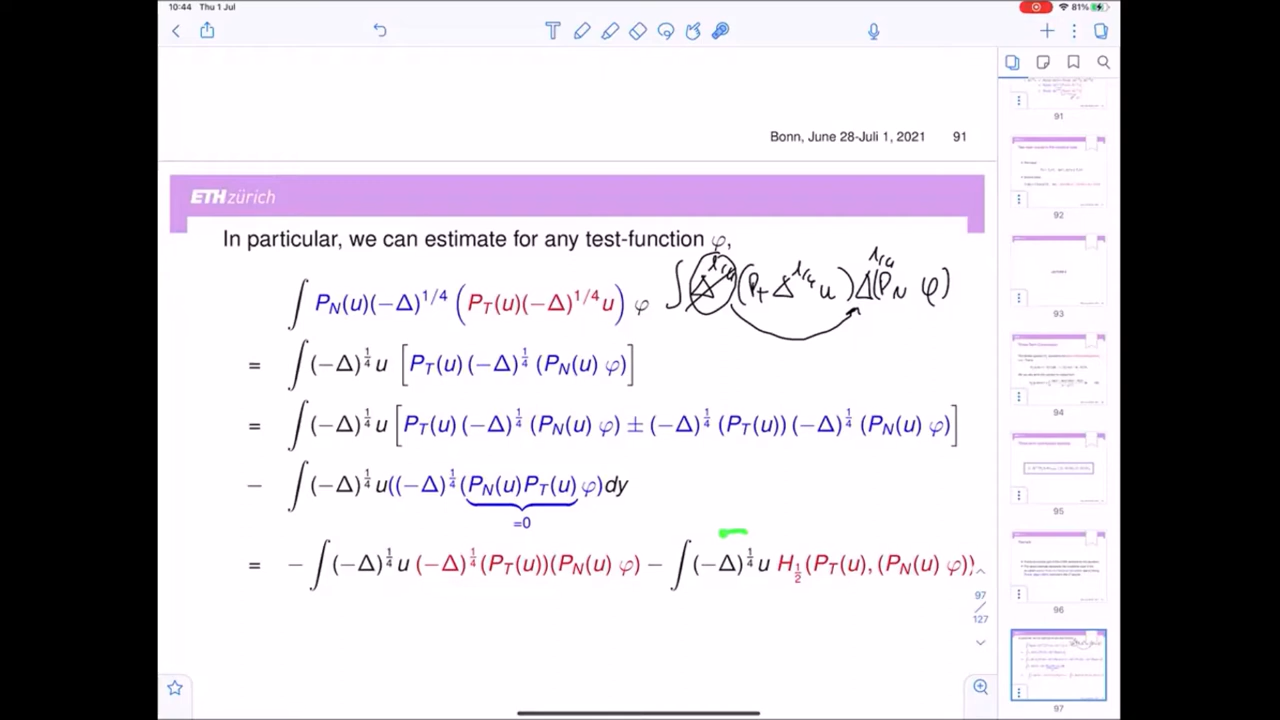 10:44 Thu 1 Jul
81%
Bonn, June 28-Juli 1, 2021 91
ETHzürich
In particular, we can estimate for any test-function φ,
∫ P_N(u)(−Δ)^{1/4} (P_T(u)(−Δ)^{1/4}u) φ
∫ Δ^{1/4} (P_T Δ^{1/4} u) Δ^{1/4}(P_N φ)
= ∫ (−Δ)^{1/4} u [P_T(u) (−Δ)^{1/4} (P_N(u) φ)]
= ∫ (−Δ)^{1/4} u [P_T(u) (−Δ)^{1/4} (P_N(u) φ) ± (−Δ)^{1/4} (P_T(u)) (−Δ)^{1/4} (P_N(u) φ)]
− ∫ (−Δ)^{1/4} u((−Δ)^{1/4} (P_N(u)P_T(u) φ)dy
=0
= − ∫ (−Δ)^{1/4} u (−Δ)^{1/4}(P_T(u))(P_N(u) φ) − ∫ (−Δ)^{1/4} u H_{1/2}(P_T(u), (P_N(u) φ))
97
/
127
91
92
93
94
95
96
97